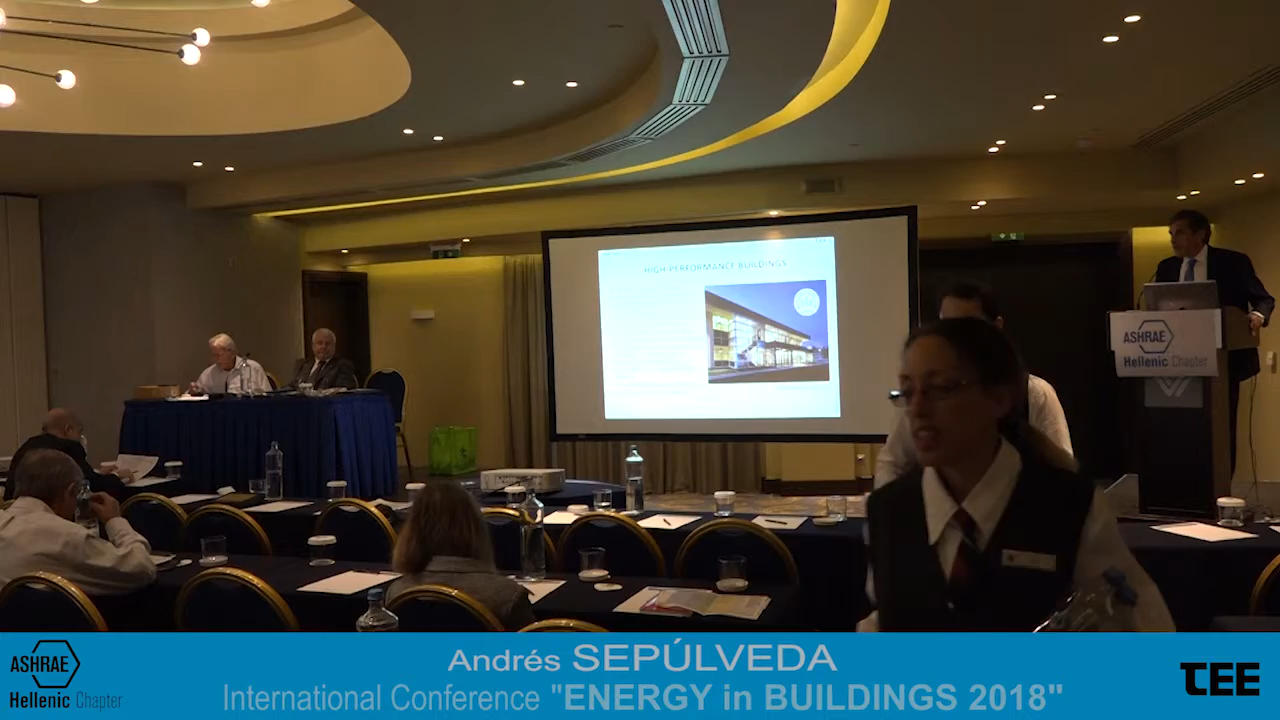 HIGH-PERFORMANCE BUILDINGS
ASHRAE
Hellenic Chapter
ASHRAE
Hellenic Chapter
Andrés SEPÚLVEDA
International Conference "ENERGY in BUILDINGS 2018"
TEE